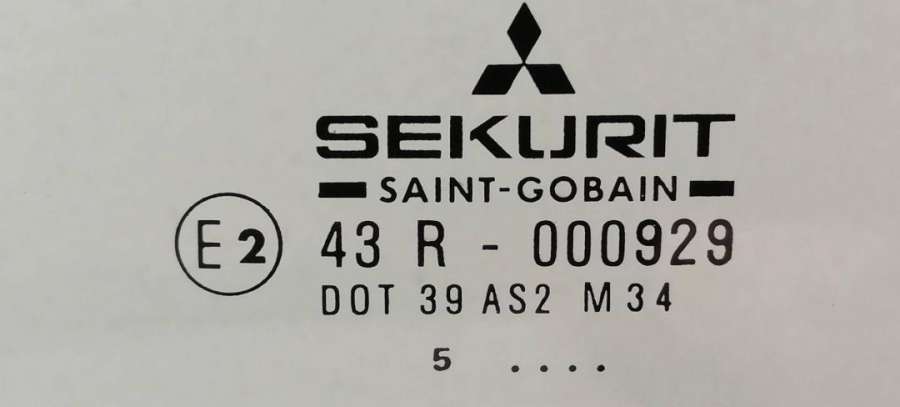 SEKURIT
SAINT-GOBAIN
E2 43 R - 000929
DOT 39 AS2 M34
5 ....